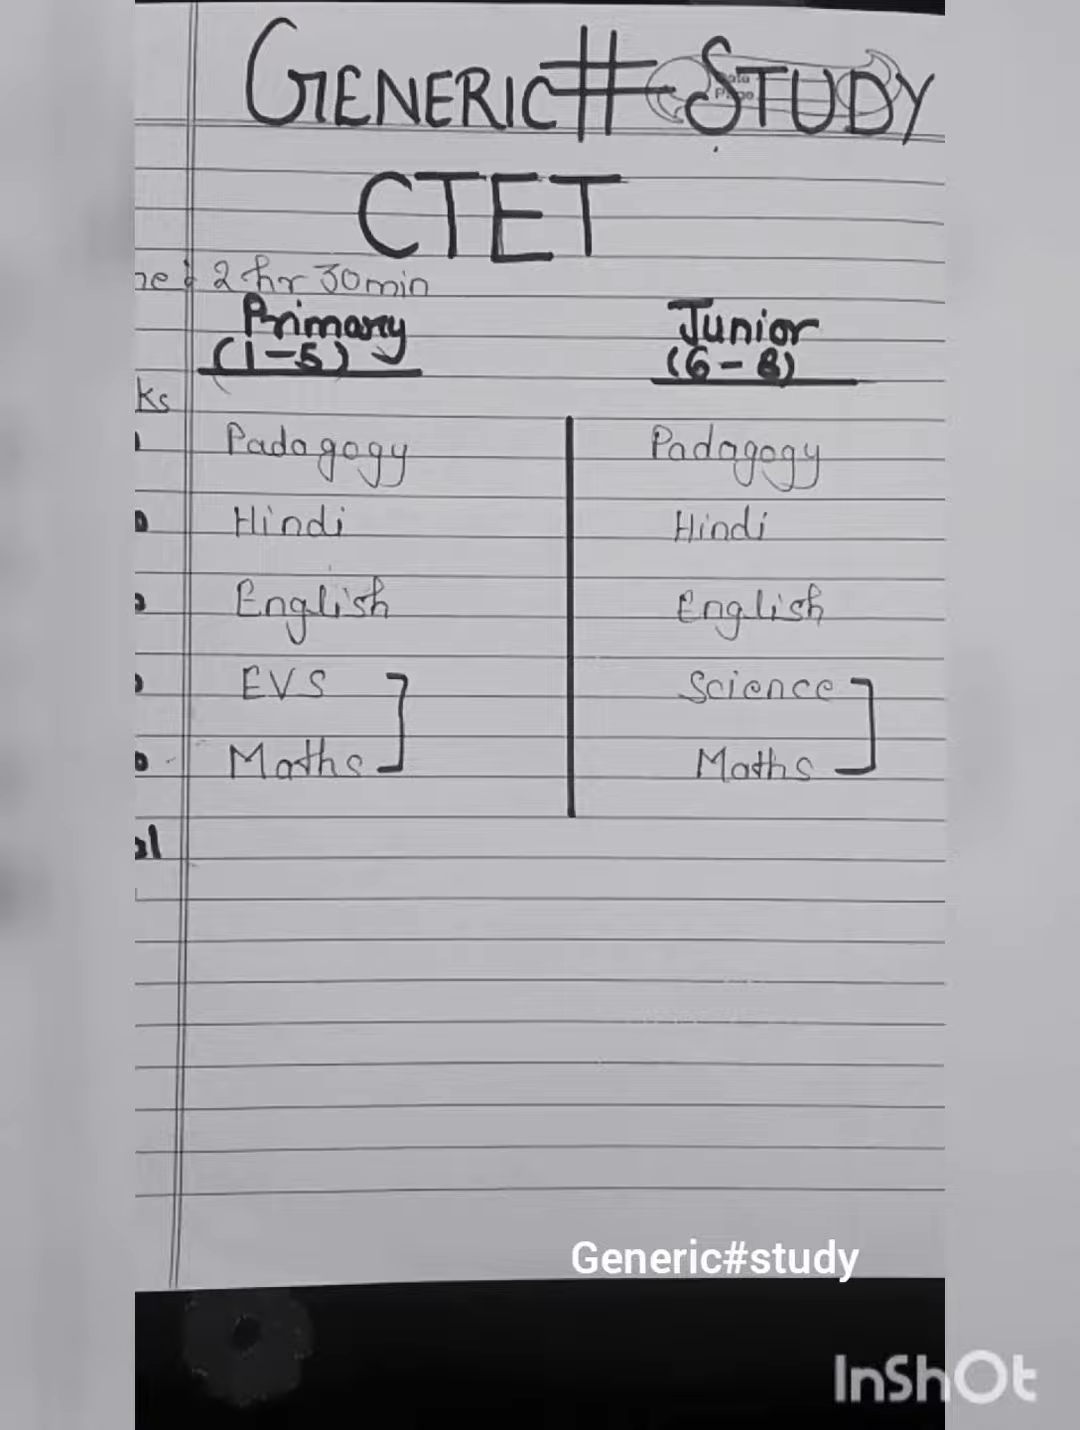 GENERIC# STUDY
CTET
2 hr 30min
Primary Junior
(1-5) (6-8)
ks
Padagogy Padagogy
Hindi Hindi
English English
EVS Science
Maths Maths
Generic#study
InShOt